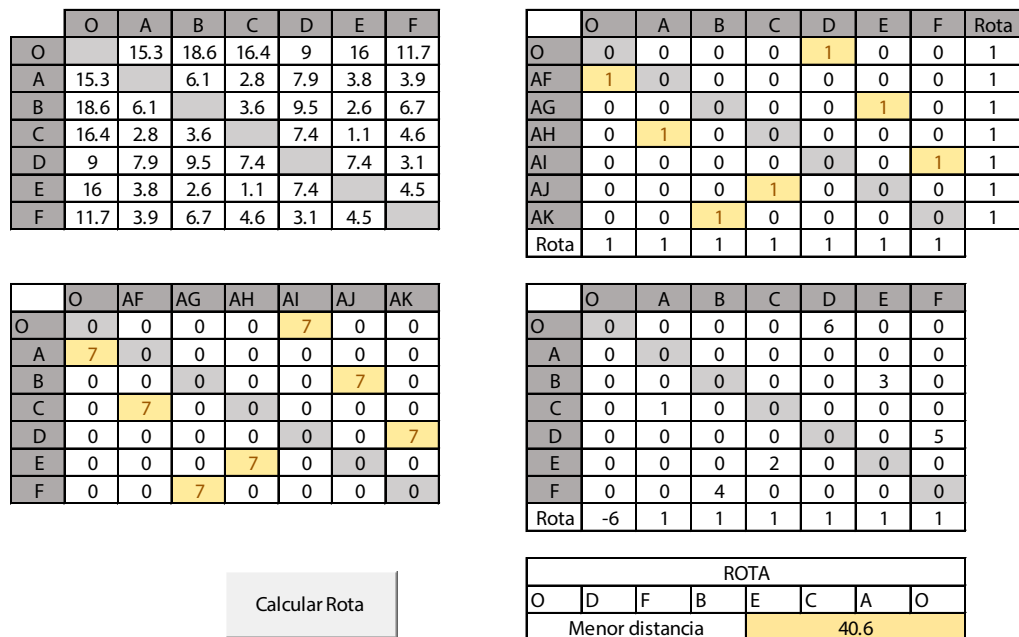 O A B C D E F
O 15.3 18.6 16.4 9 16 11.7
A 15.3 6.1 2.8 7.9 3.8 3.9
B 18.6 6.1 3.6 9.5 2.6 6.7
C 16.4 2.8 3.6 7.4 1.1 4.6
D 9 7.9 9.5 7.4 7.4 3.1
E 16 3.8 2.6 1.1 7.4 4.5
F 11.7 3.9 6.7 4.6 3.1 4.5
O A B C D E F Rota
O 0 0 0 0 1 0 0 1
AF 1 0 0 0 0 0 0 1
AG 0 0 0 0 0 1 0 1
AH 0 1 0 0 0 0 0 1
AI 0 0 0 0 0 0 1 1
AJ 0 0 0 1 0 0 0 1
AK 0 0 1 0 0 0 0 1
Rota 1 1 1 1 1 1 1
O AF AG AH AI AJ AK
O 0 0 0 0 7 0 0
A 7 0 0 0 0 0 0
B 0 0 0 0 0 7 0
C 0 7 0 0 0 0 0
D 0 0 0 0 0 0 7
E 0 0 0 7 0 0 0
F 0 0 7 0 0 0 0
O A B C D E F
O 0 0 0 0 6 0 0
A 0 0 0 0 0 0 0
B 0 0 0 0 0 3 0
C 0 1 0 0 0 0 0
D 0 0 0 0 0 0 5
E 0 0 0 2 0 0 0
F 0 0 4 0 0 0 0
Rota -6 1 1 1 1 1 1
Calcular Rota
ROTA
O D F B E C A O
Menor distancia 40.6